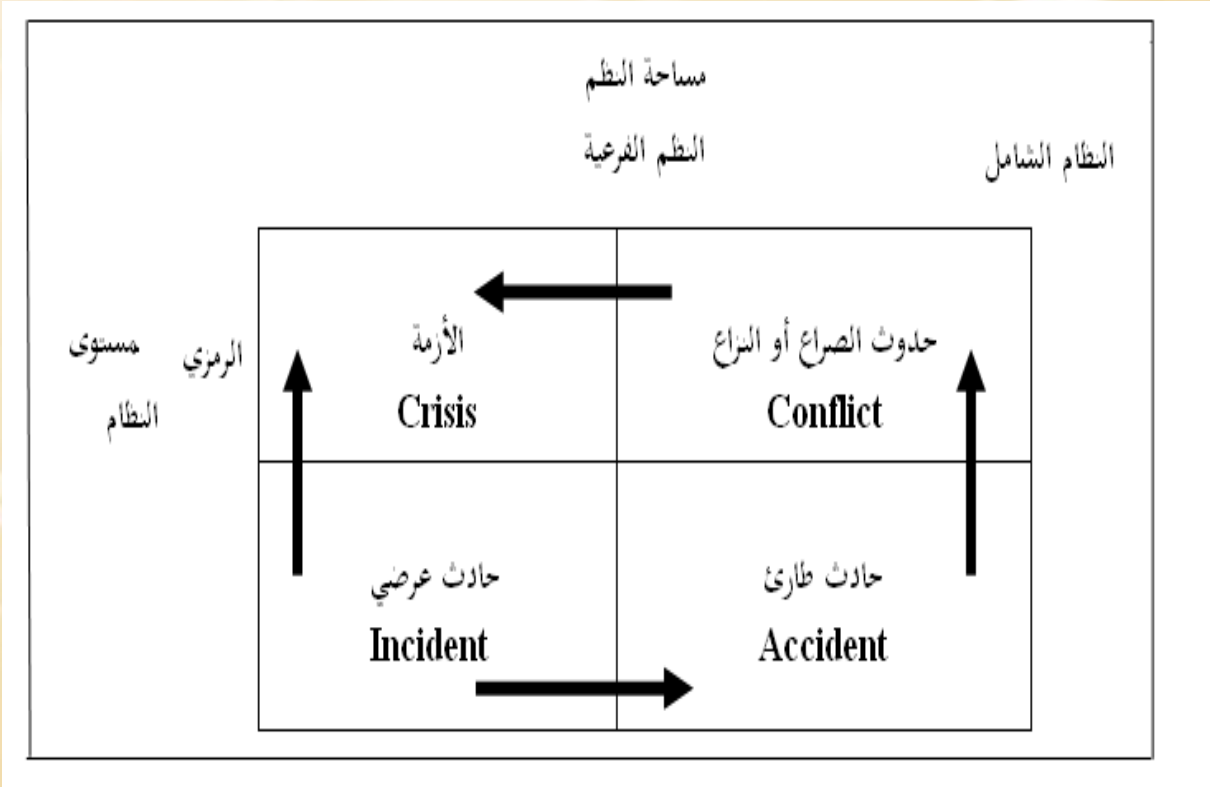 مساحة النظم
النظم الفرعية
النظام الشامل
مستوى
النظام
الرمزي
حدوث الصراع أو النزاع
Conflict
الأزمة
Crisis
حادث طارئ
Accident
حادث عرضي
Incident